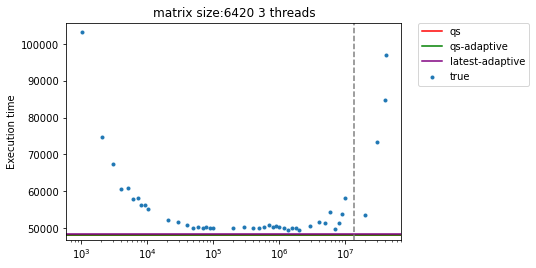 matrix size:6420 3 threads
qs
qs-adaptive
latest-adaptive
true
Execution time
100000
90000
80000
70000
60000
50000
10³ 10⁴ 10⁵ 10⁶ 10⁷